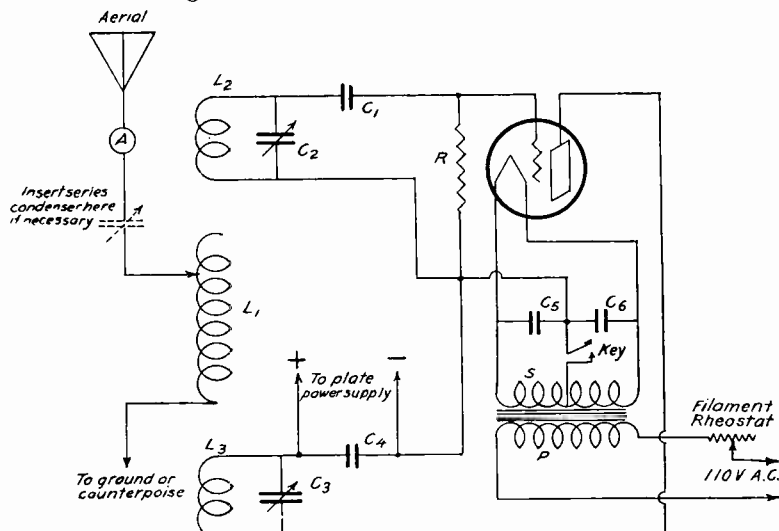 Aerial
L2
C1
A
C2
R
Insert series
condenser here
if necessary
L1
C5
C6
Key
+
-
To plate
power supply
S
Filament
Rheostat
P
L3
C4
110 V A.C.
To ground or
counterpoise
C3